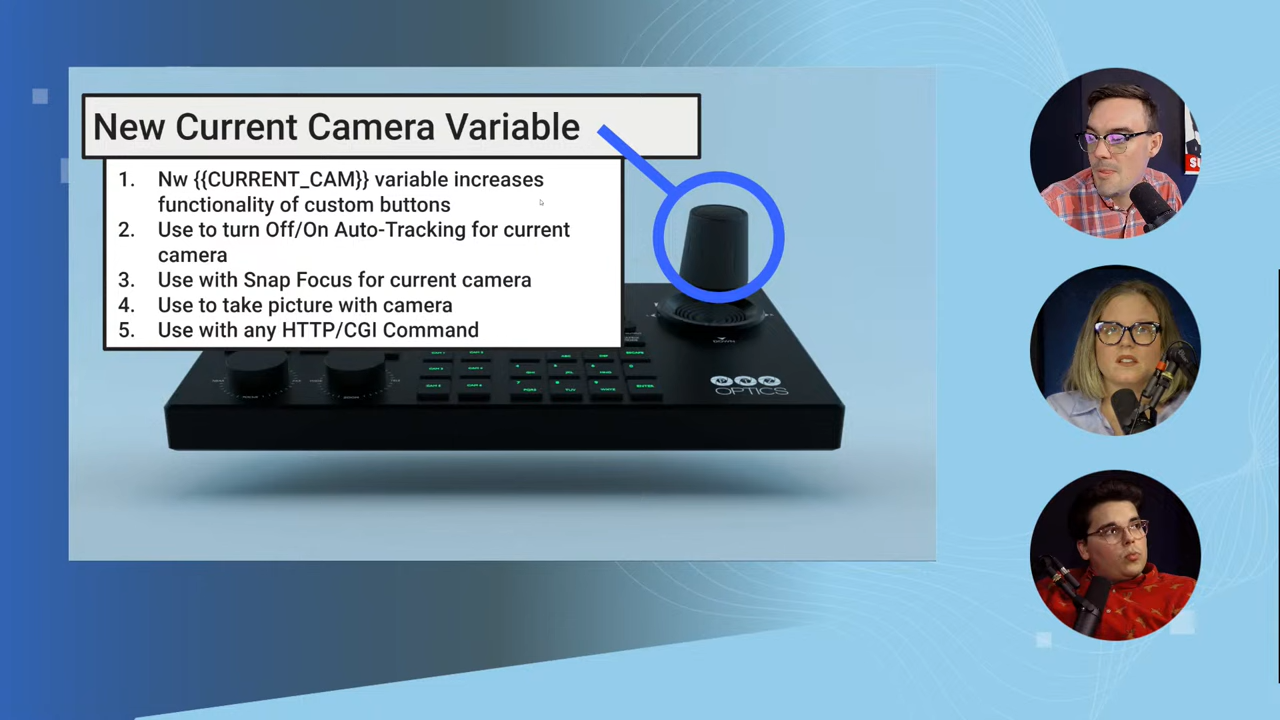 New Current Camera Variable
1. Nw {{CURRENT_CAM}} variable increases
functionality of custom buttons
2. Use to turn Off/On Auto-Tracking for current
camera
3. Use with Snap Focus for current camera
4. Use to take picture with camera
5. Use with any HTTP/CGI Command
OPTICS
ENTER